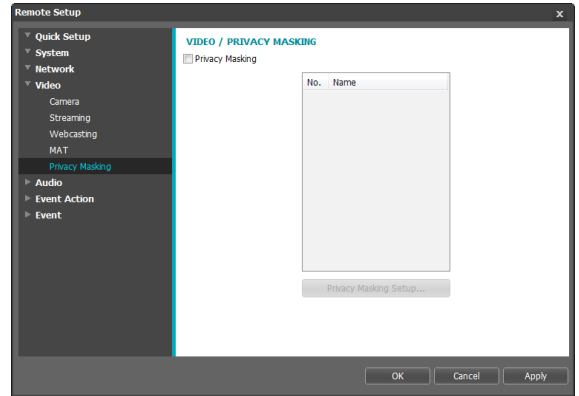 Remote Setup
x
Quick Setup
System
Network
Video
Camera
Streaming
Webcasting
MAT
Privacy Masking
Audio
Event Action
Event
VIDEO / PRIVACY MASKING
Privacy Masking
No. Name
Privacy Masking Setup...
OK Cancel Apply